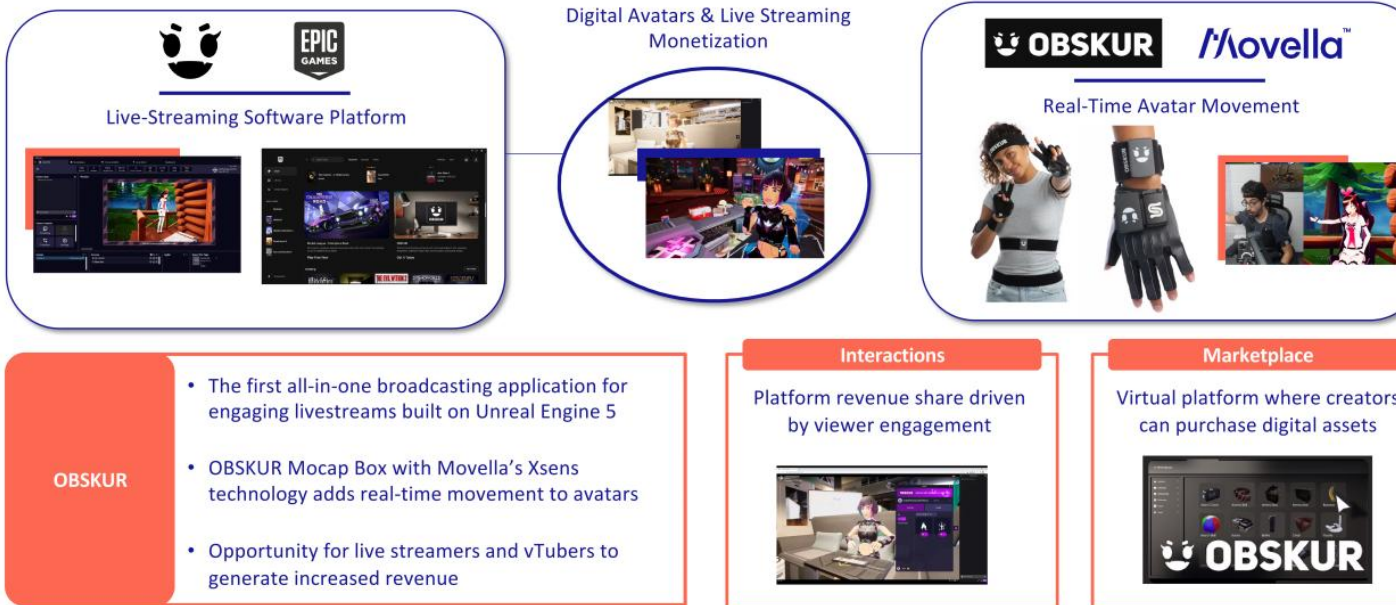 Digital Avatars & Live Streaming
Monetization
EPIC
GAMES
Live-Streaming Software Platform
OBSKUR
Movella™
Real-Time Avatar Movement
OBSKUR
OBSKUR
OBSKUR
• The first all-in-one broadcasting application for
engaging livestreams built on Unreal Engine 5
• OBSKUR Mocap Box with Movella's Xsens
technology adds real-time movement to avatars
• Opportunity for live streamers and vTubers to
generate increased revenue
Interactions
Platform revenue share driven
by viewer engagement
Marketplace
Virtual platform where creators
can purchase digital assets
OBSKUR